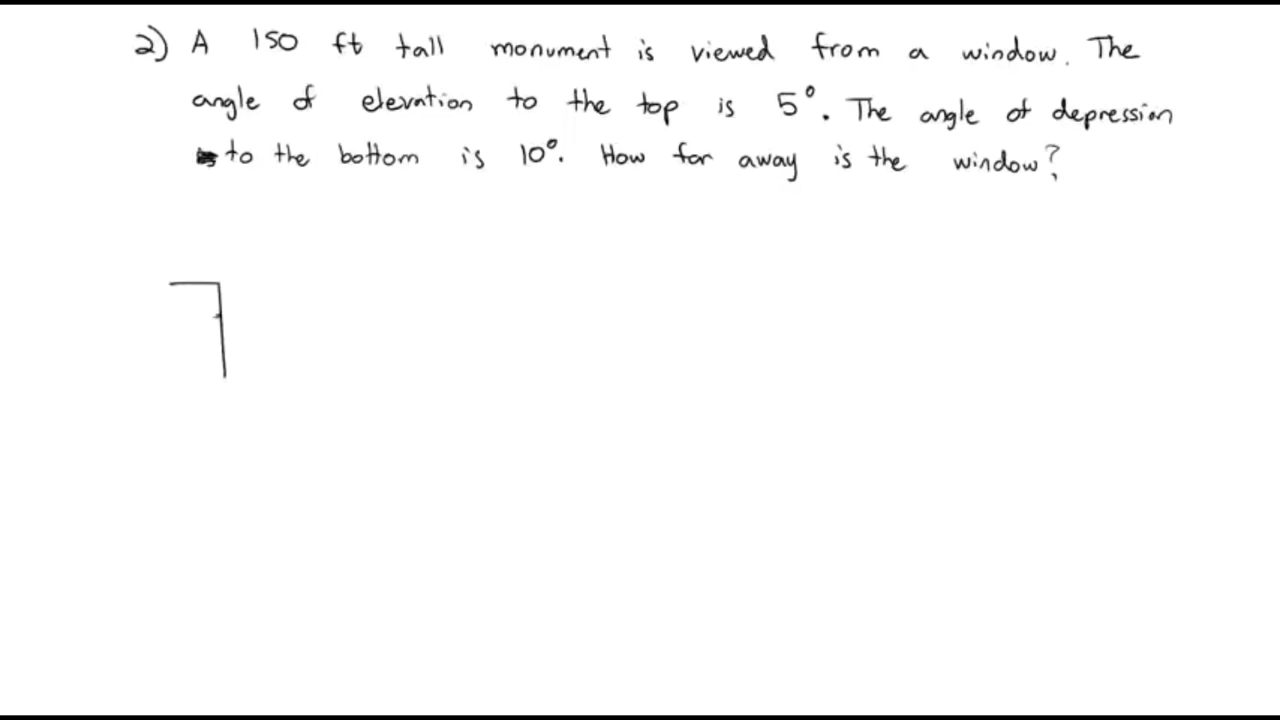 2) A 150 ft tall monument is viewed from a window. The
angle of elevation to the top is 5°. The angle of depression
to the bottom is 10°. How far away is the window?